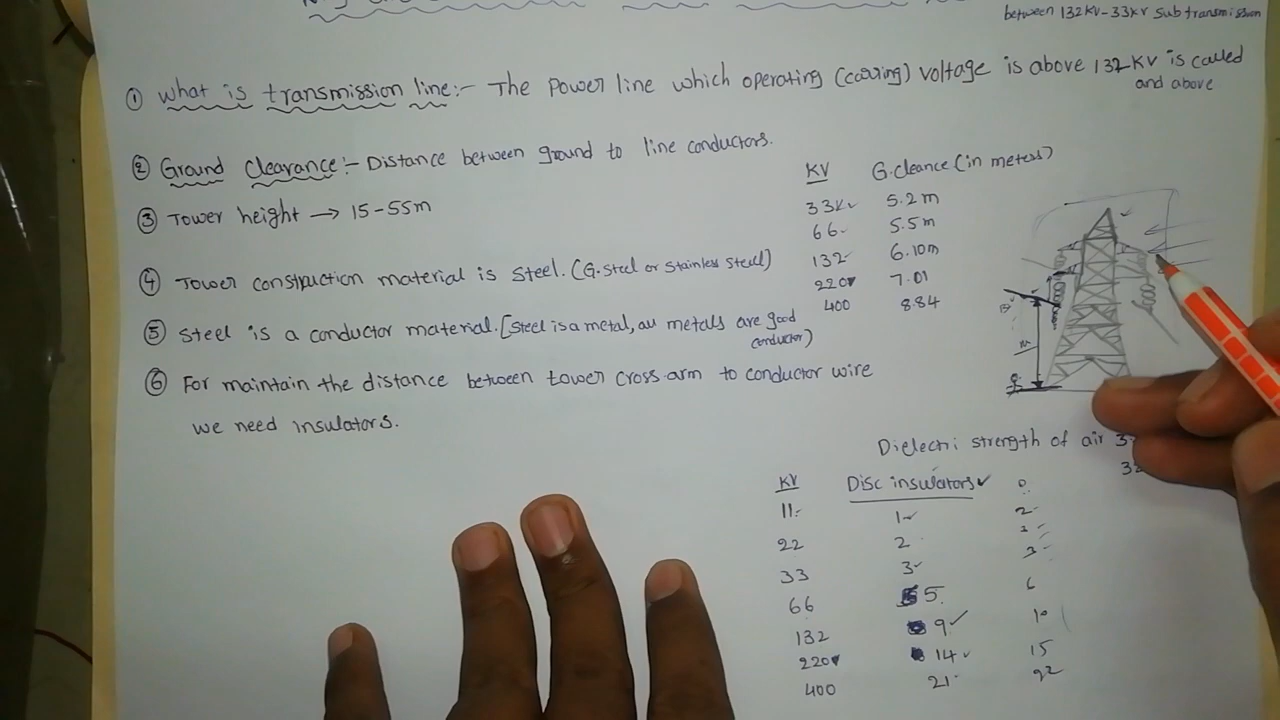 between 132KV-33KV Sub transmission
① What is transmission line:- The Power line which operating (ccaring) voltage is above 132KV is called
and above
② Ground Clearance:- Distance between ground to line conductors.
③ Tower height → 15-55m
④ Tower construction material is steel. (G.Steel or Stainless Steel)
⑤ Steel is a conductor material. [Steel is a metal, all metals are good
conductor)
⑥ For maintain the distance between tower cross arm to conductor wire
we need insulators.
KV G.cleance (in meters)
33KV 5.2m
66 5.5m
132 6.10m
220 7.01
400 8.84
Dielectri strength of air
KV Disc insulators
11 1 2
22 2
33 3 3
66 5 6
132 9 10
220 14 15
400 21 22